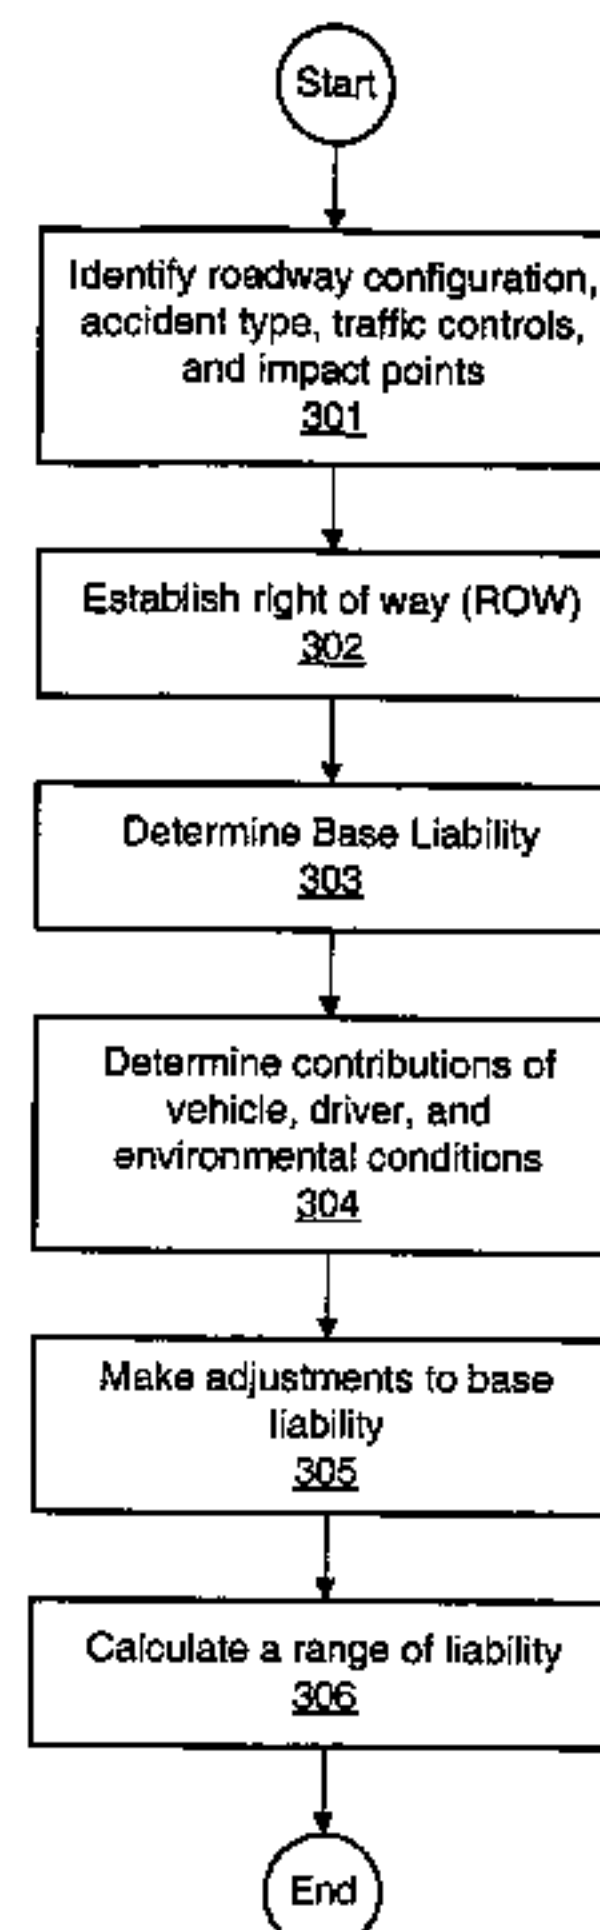 Start
Identify roadway configuration,
accident type, traffic controls,
and impact points
301
Establish right of way (ROW)
302
Determine Base Liability
303
Determine contributions of
vehicle, driver, and
environmental conditions
304
Make adjustments to base
liability
305
Calculate a range of liability
306
End